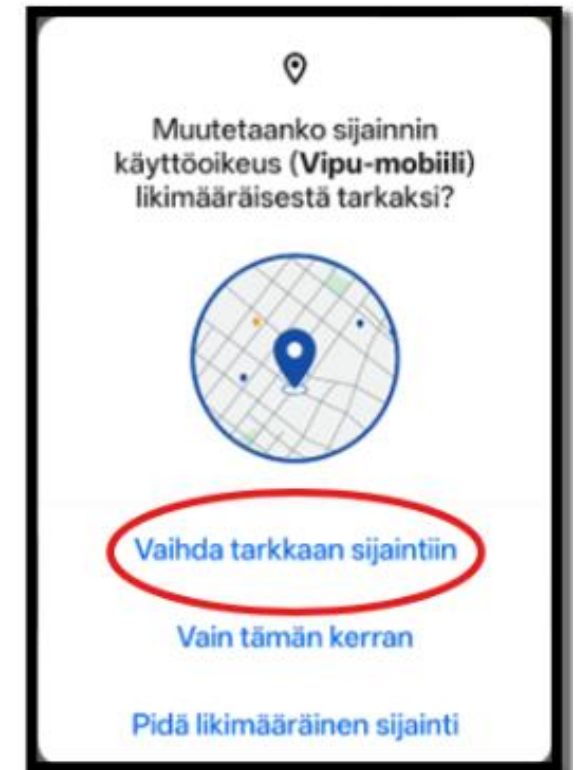 Muutetaanko sijainnin
käyttöoikeus (Vipu-mobiili)
likimääräisestä tarkaksi?
Vaihda tarkkaan sijaintiin
Vain tämän kerran
Pidä likimääräinen sijainti